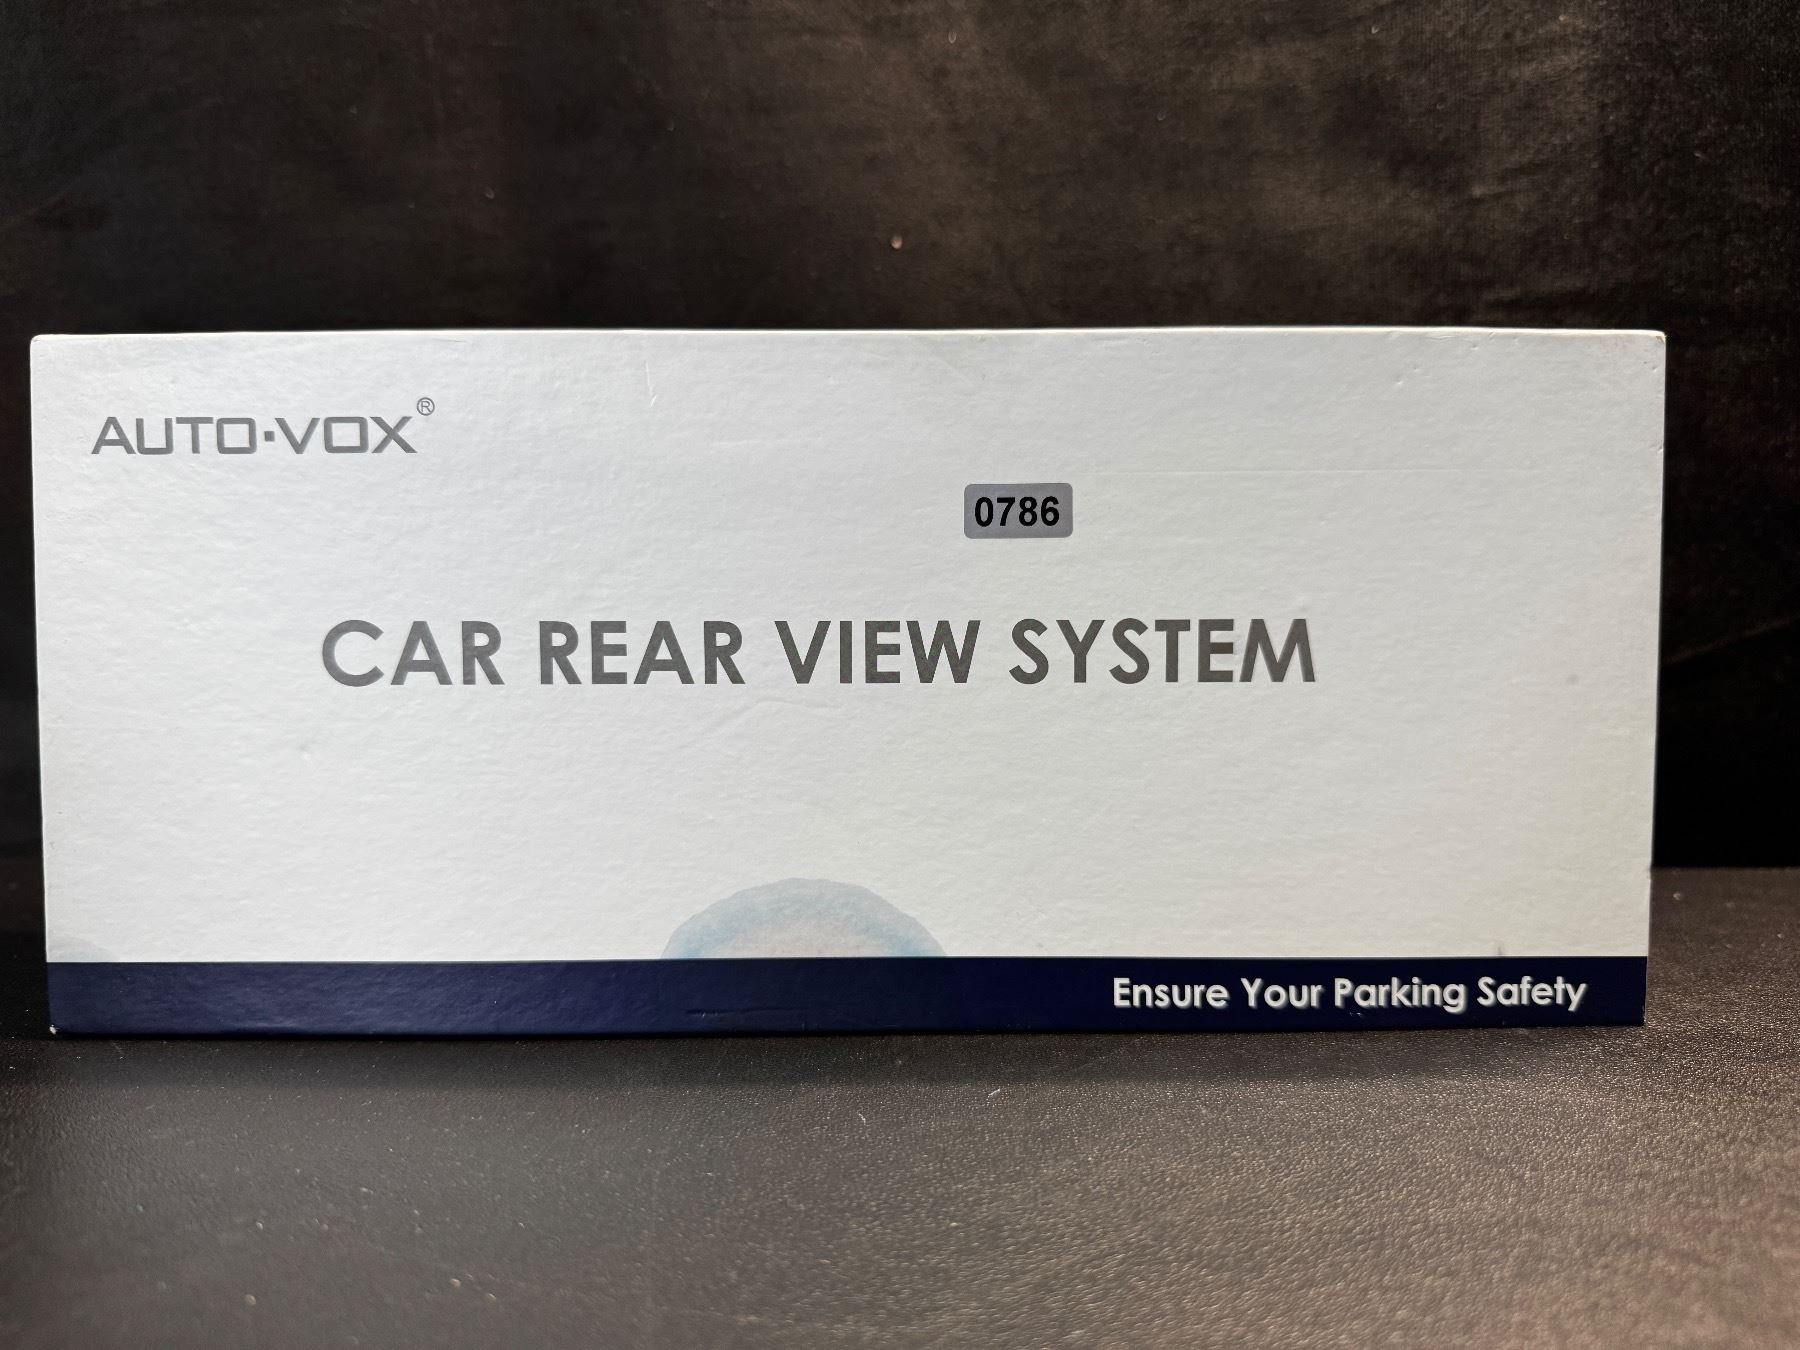 AUTO·VOX®
0786
CAR REAR VIEW SYSTEM
Ensure Your Parking Safety